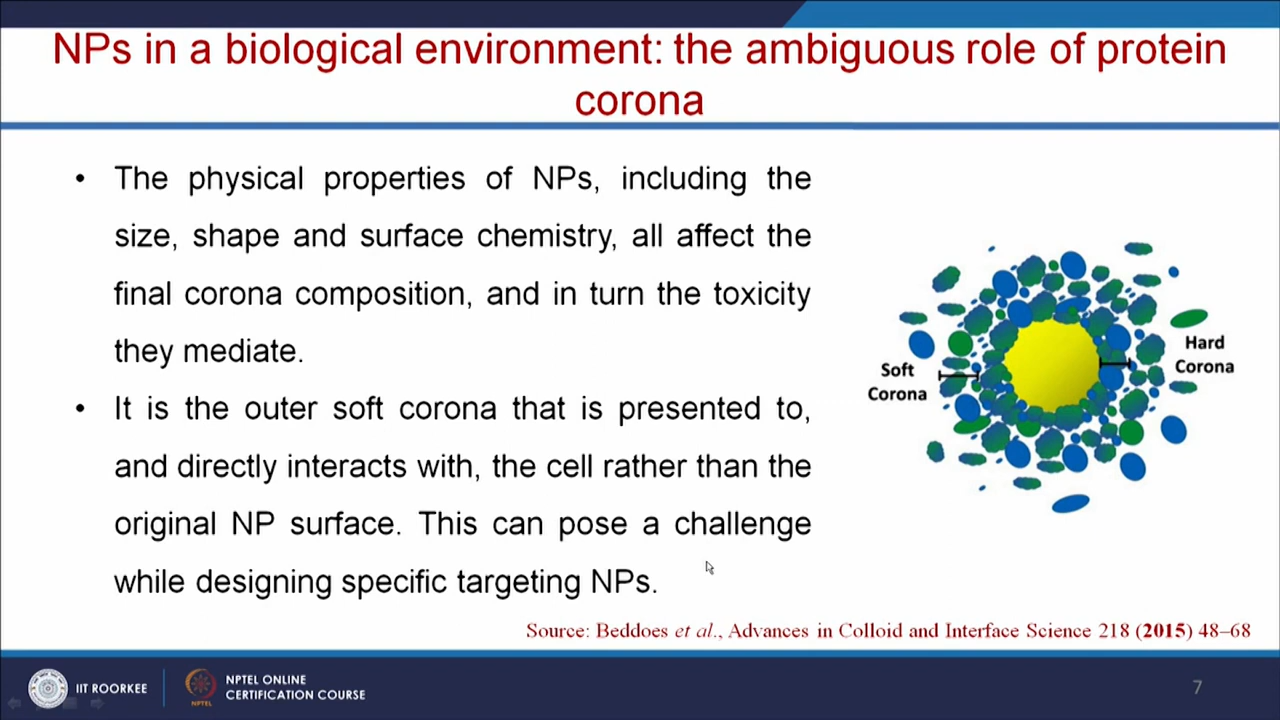 NPs in a biological environment: the ambiguous role of protein
corona
• The physical properties of NPs, including the
size, shape and surface chemistry, all affect the
final corona composition, and in turn the toxicity
they mediate.
• It is the outer soft corona that is presented to,
and directly interacts with, the cell rather than the
original NP surface. This can pose a challenge
while designing specific targeting NPs.
Soft
Corona
Hard
Corona
Source: Beddoes et al., Advances in Colloid and Interface Science 218 (2015) 48–68
IIT ROORKEE
NPTEL
NPTEL ONLINE
CERTIFICATION COURSE
7